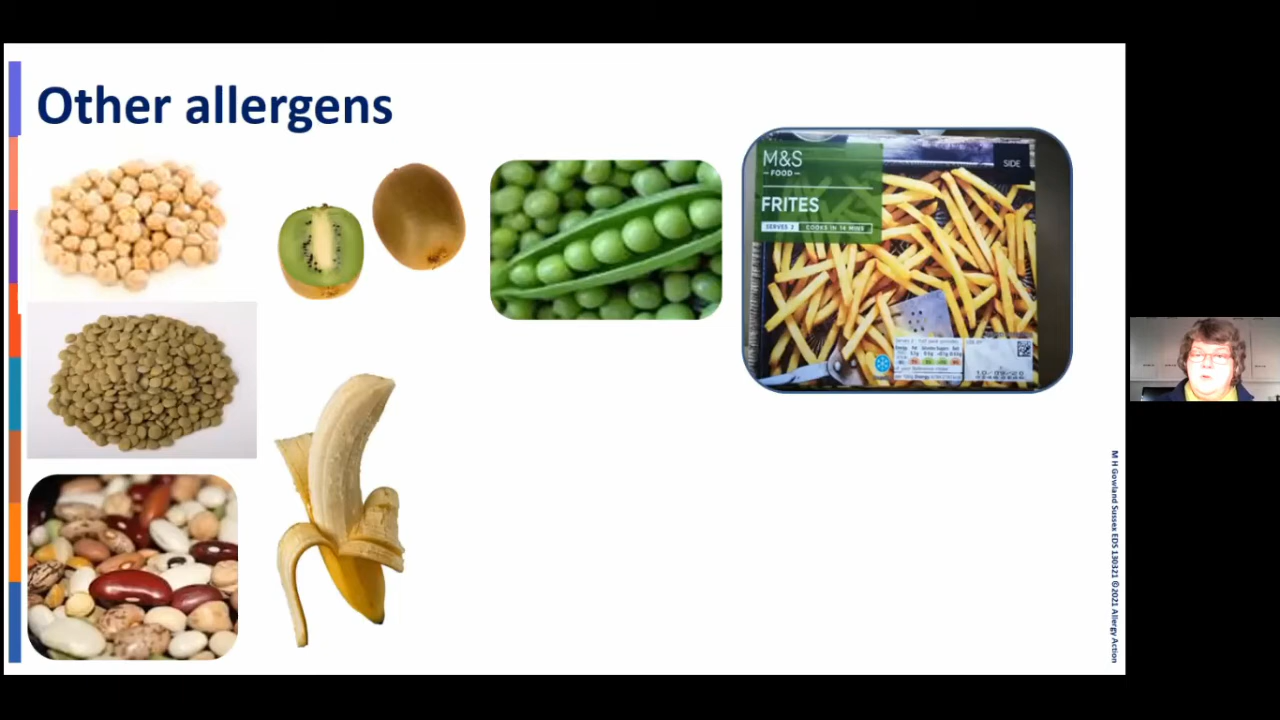 Other allergens
M&S
— FOOD —
SIDE
FRITES
SERVES 2
COOKS IN 14 MINS
M H Gowland Sussex EDS 130321 ©2021 Allergy Action